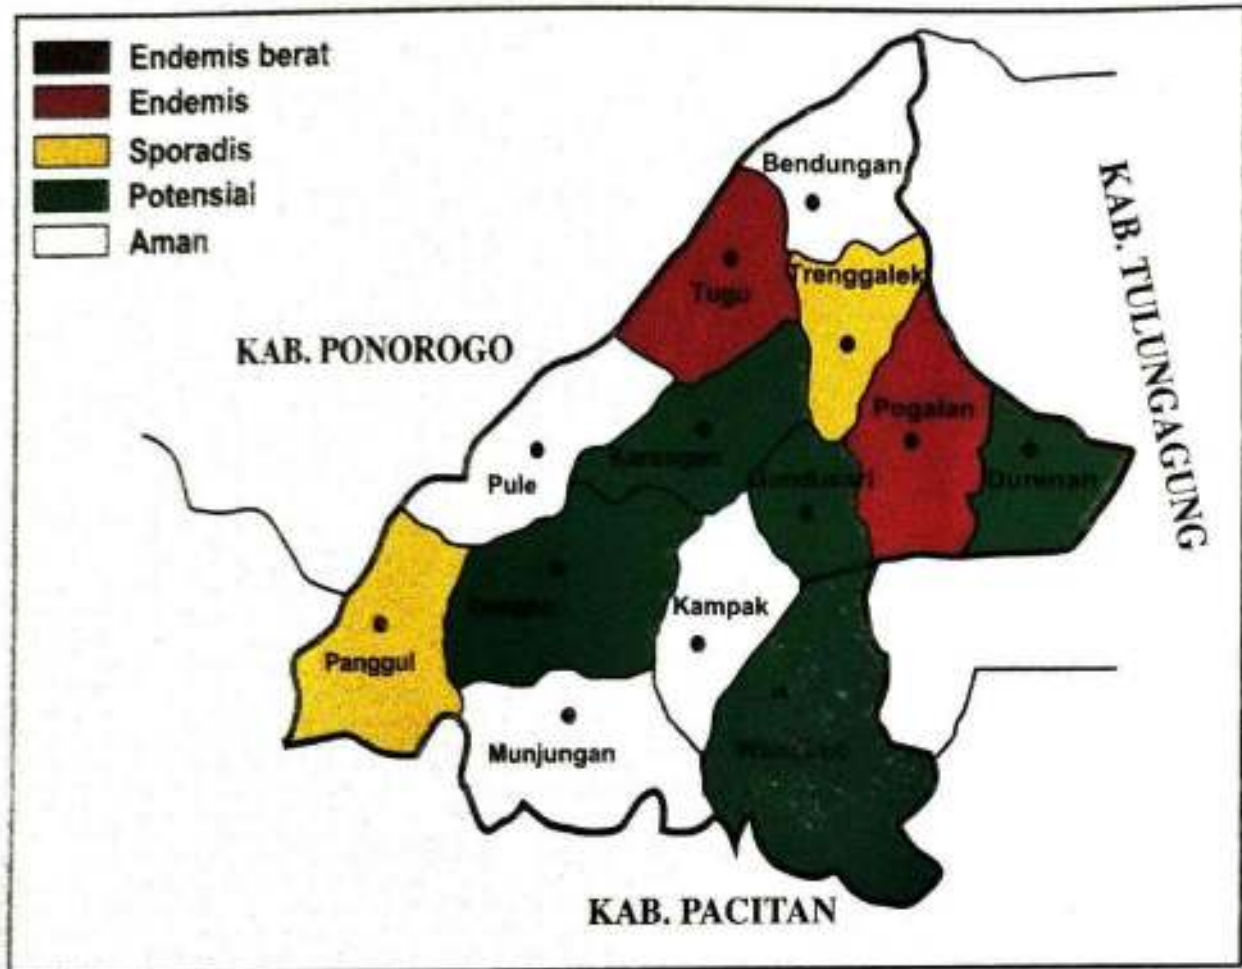 Endemis berat
Endemis
Sporadis
Potensial
Aman
Bendungan
Trenggalek
Tugu
KAB. TULUNGAGUNG
KAB. PONOROGO
Pogalan
Karangan
Pule
Durenan
Kampak
Panggul
Munjungan
KAB. PACITAN